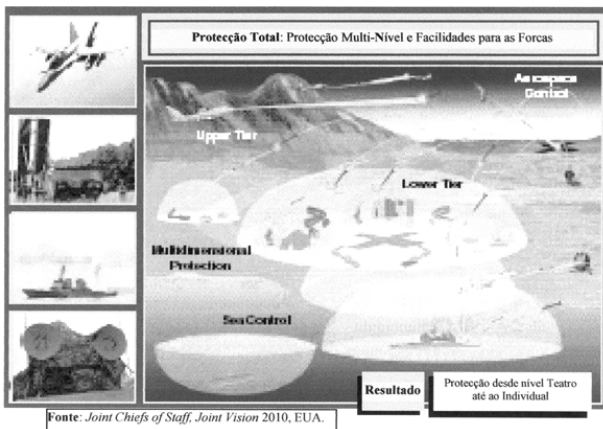 Protecção Total: Protecção Multi-Nível e Facilidades para as Forcas
Aerospace
Control
Upper Tier
Lower Tier
Multidimensional
Protection
Sea Control
Resultado
Protecção desde nível Teatro
até ao Individual
Fonte: Joint Chiefs of Staff, Joint Vision 2010, EUA.